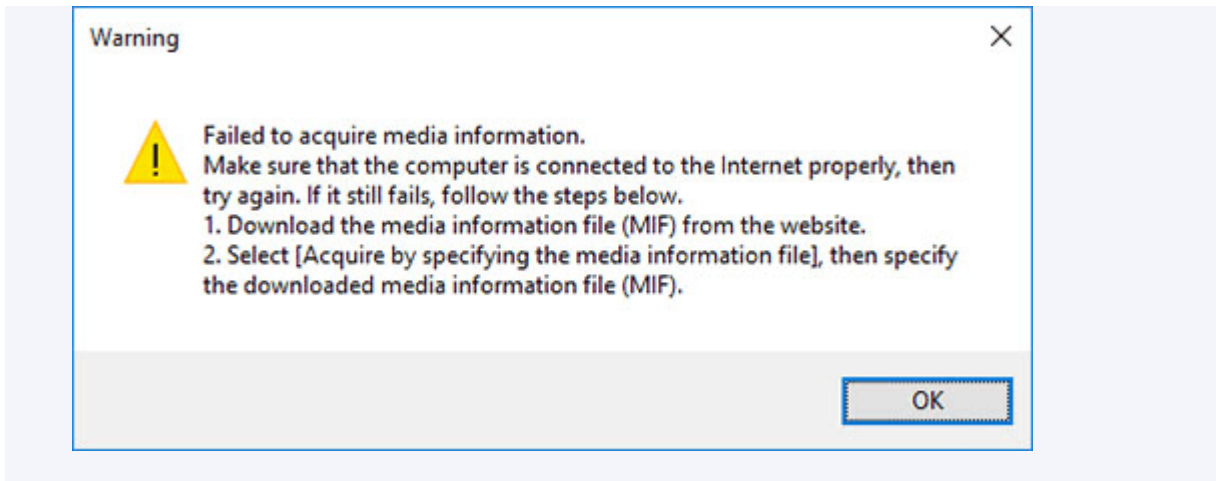 Warning
Failed to acquire media information.
Make sure that the computer is connected to the Internet properly, then
try again. If it still fails, follow the steps below.
1. Download the media information file (MIF) from the website.
2. Select [Acquire by specifying the media information file], then specify
the downloaded media information file (MIF).
OK